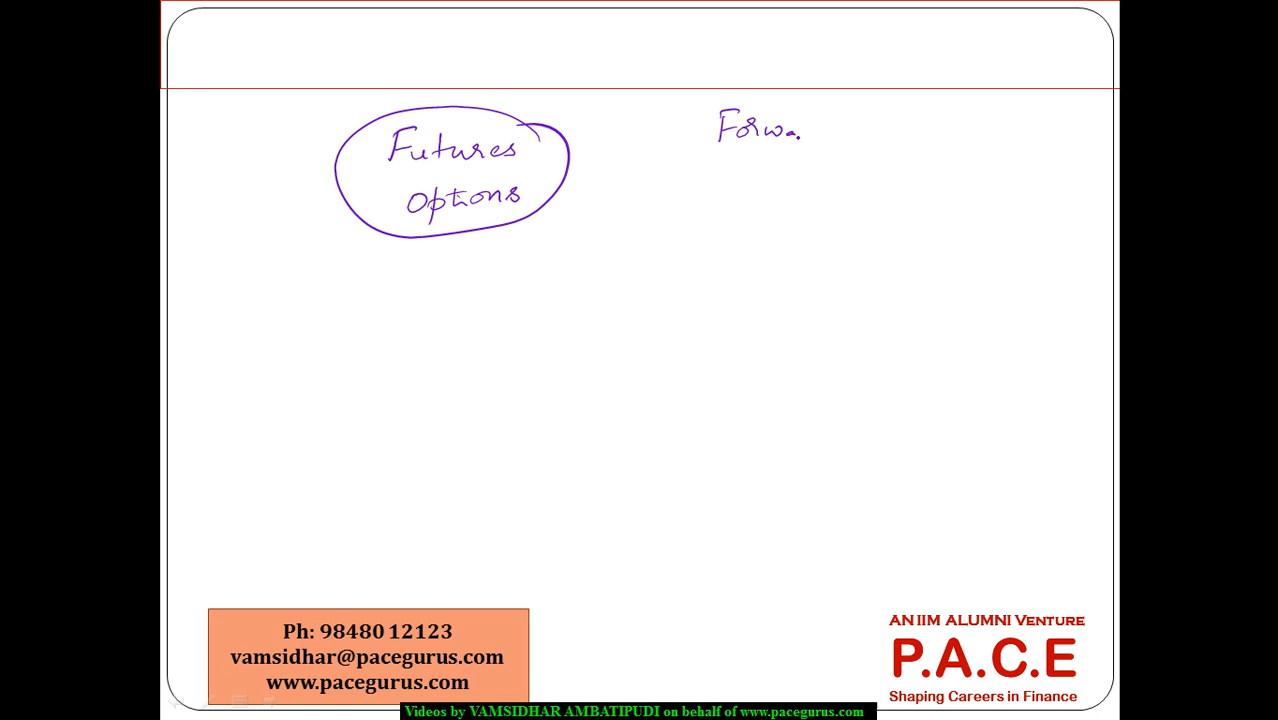 Futures
options
Forwa
Ph: 98480 12123
vamsidhar@pacegurus.com
www.pacegurus.com
AN IIM ALUMNI VENTURE
P.A.C.E
Shaping Careers in Finance
Videos by VAMSIDHAR AMBATIPUDI on behalf of www.pacegurus.com